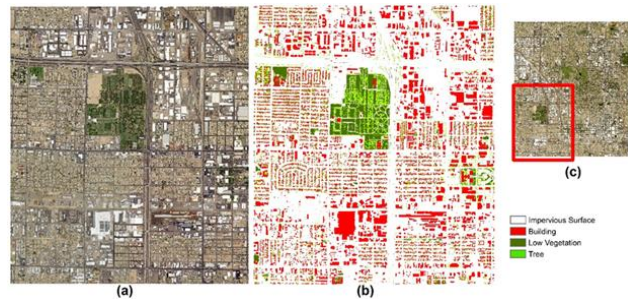 (a)
(b)
(c)
Impervious Surface
Building
Low Vegetation
Tree